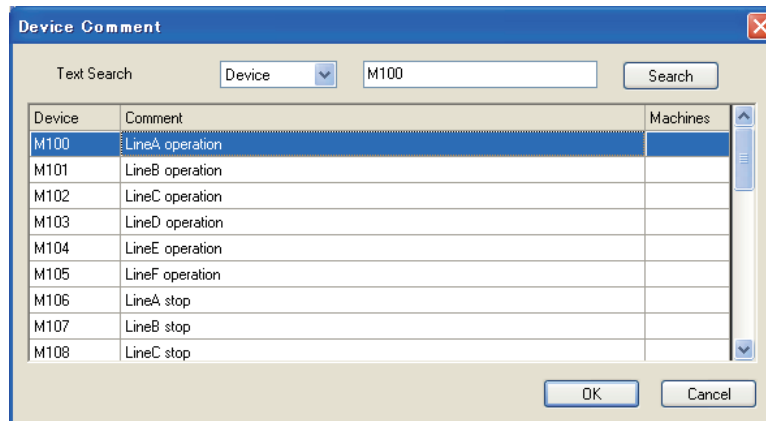 Device Comment
Text Search Device M100 Search
Device Comment Machines
M100 LineA operation
M101 LineB operation
M102 LineC operation
M103 LineD operation
M104 LineE operation
M105 LineF operation
M106 LineA stop
M107 LineB stop
M108 LineC stop
OK Cancel